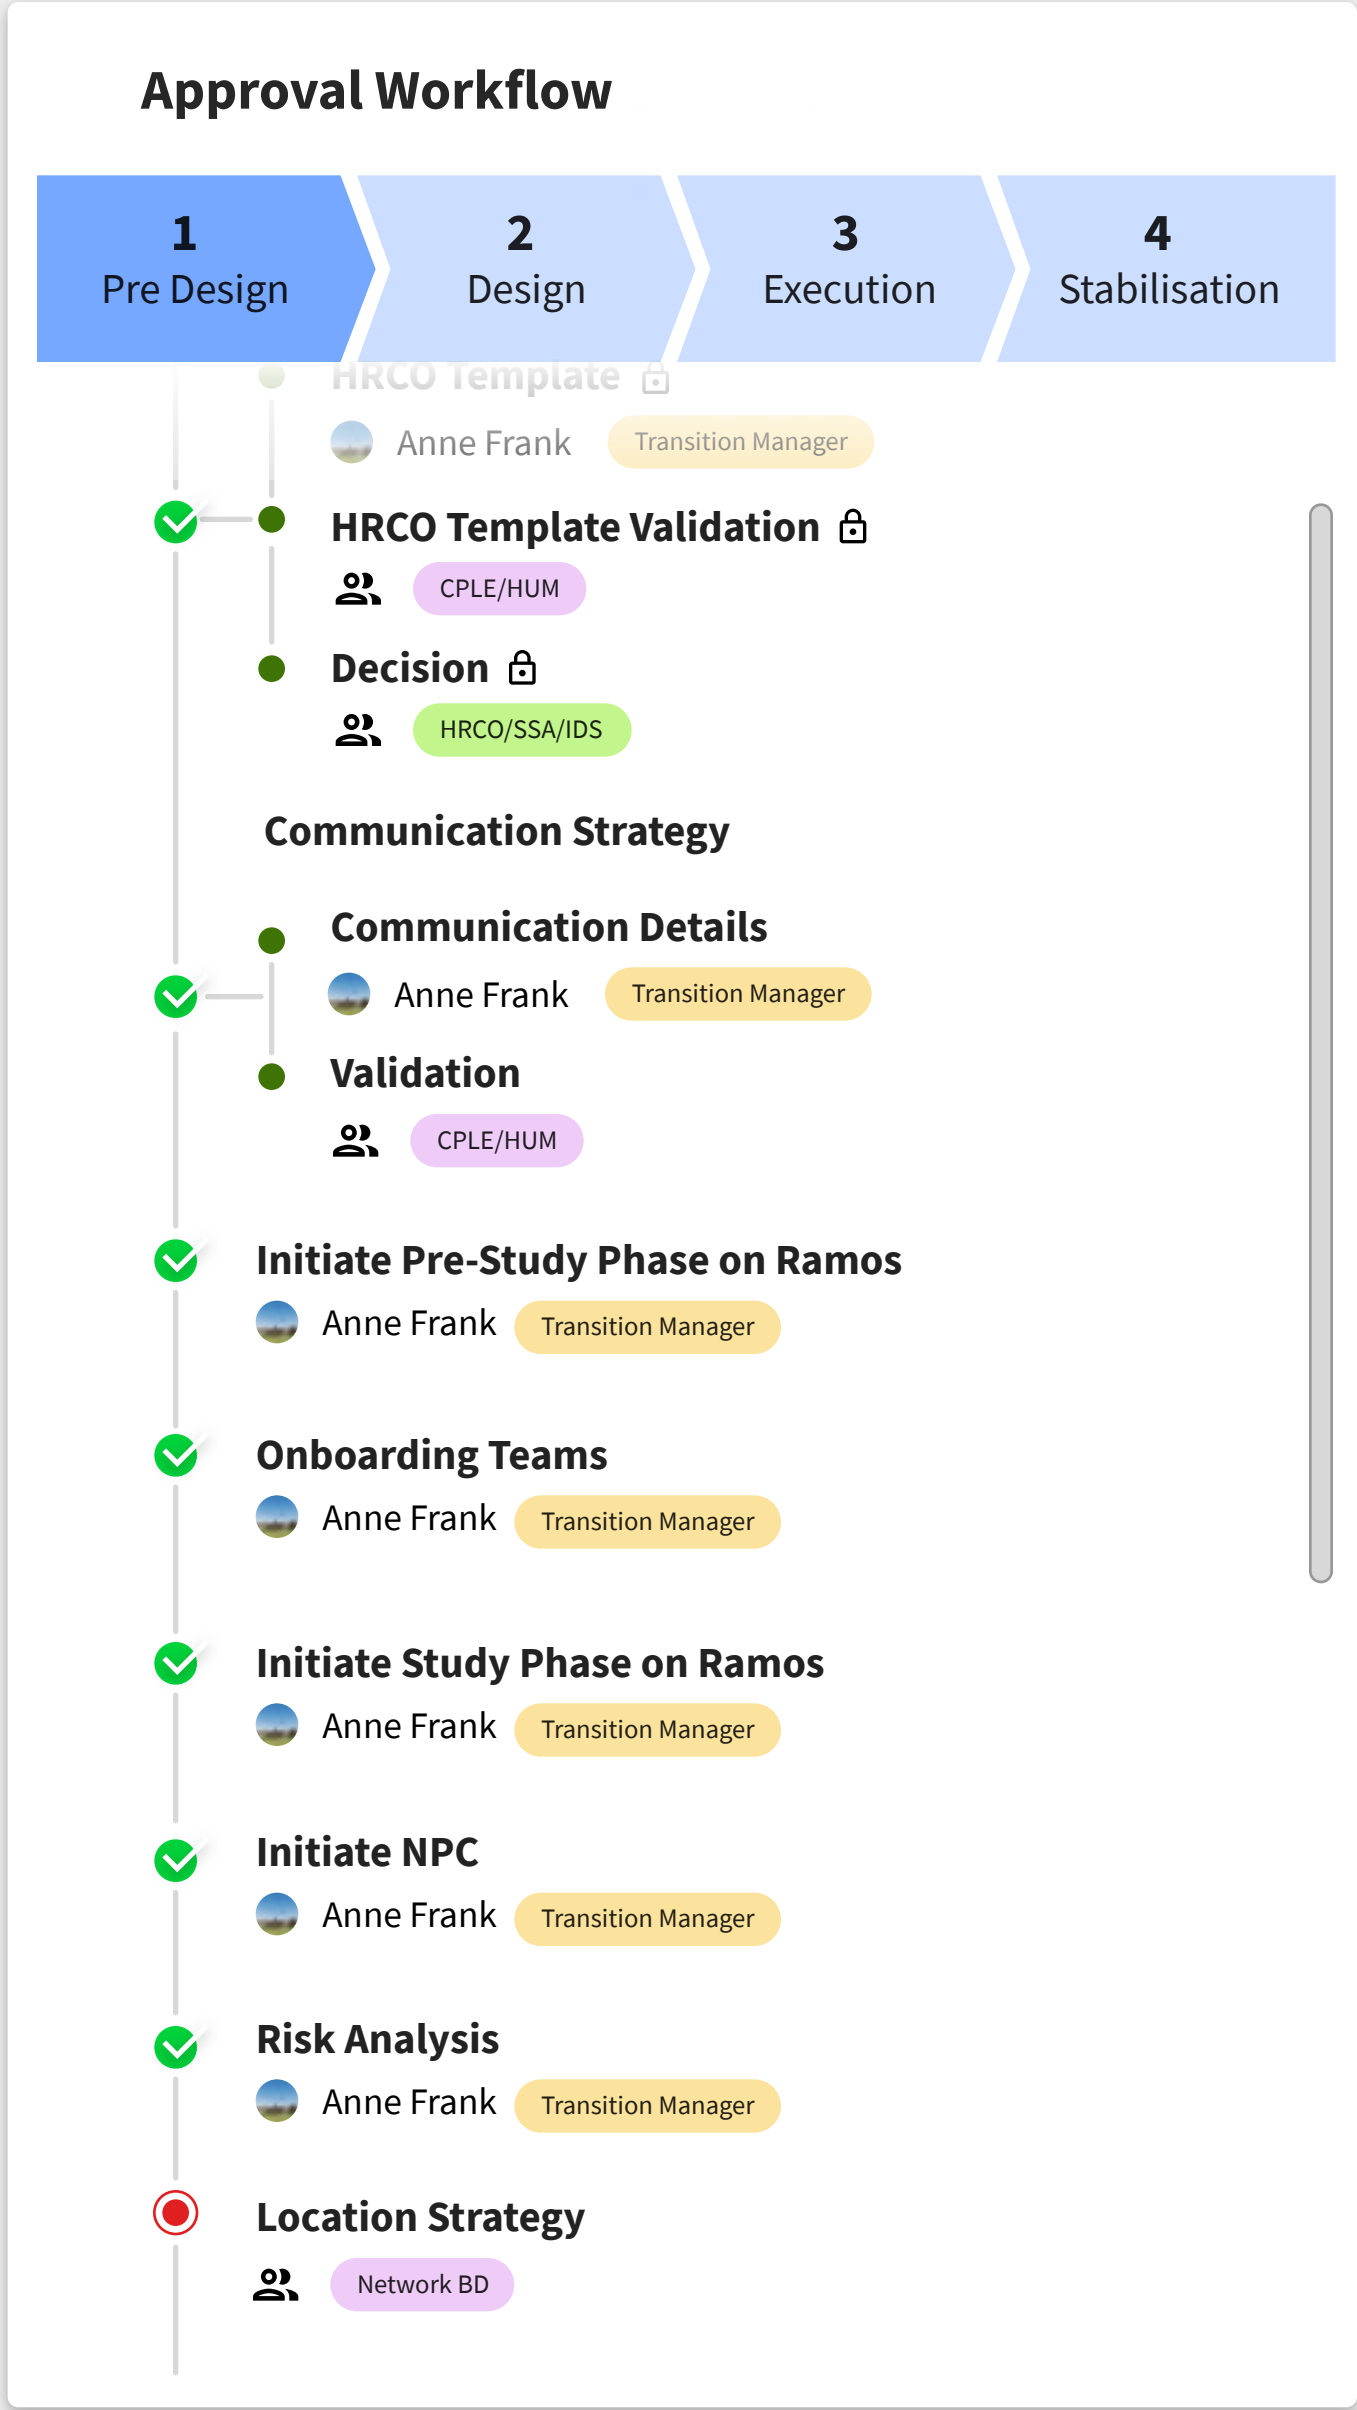 Approval Workflow
1
Pre Design
2
Design
3
Execution
4
Stabilisation
HRCO Template
Anne Frank Transition Manager
HRCO Template Validation
CPLE/HUM
Decision
HRCO/SSA/IDS
Communication Strategy
Communication Details
Anne Frank Transition Manager
Validation
CPLE/HUM
Initiate Pre-Study Phase on Ramos
Anne Frank Transition Manager
Onboarding Teams
Anne Frank Transition Manager
Initiate Study Phase on Ramos
Anne Frank Transition Manager
Initiate NPC
Anne Frank Transition Manager
Risk Analysis
Anne Frank Transition Manager
Location Strategy
Network BD